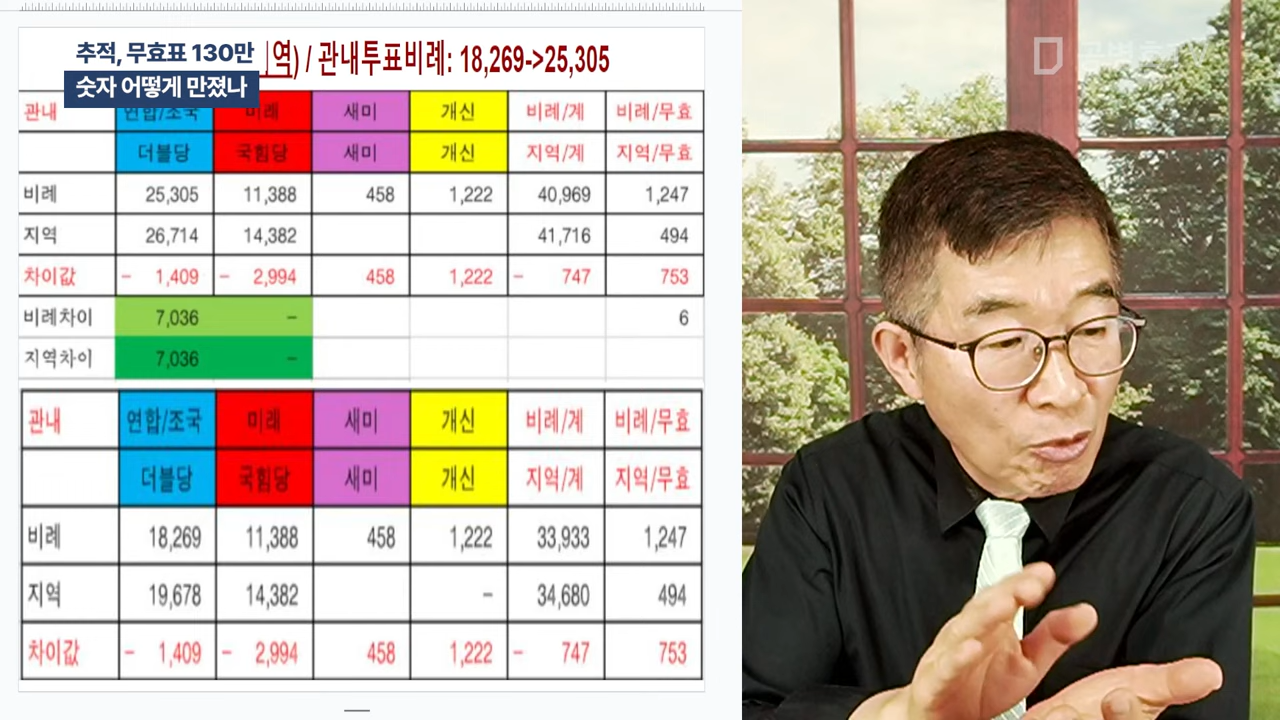 추적, 무효표 130만
숫자 어떻게 만졌나
역) / 관내투표비례: 18,269->25,305
관내 연합/조국 미래 새미 개신 비례/계 비례/무효
더블당 국힘당 새미 개신 지역/계 지역/무효
비례 25,305 11,388 458 1,222 40,969 1,247
지역 26,714 14,382 41,716 494
차이값 - 1,409 - 2,994 458 1,222 - 747 753
비례차이 7,036 - 6
지역차이 7,036 -
관내 연합/조국 미래 새미 개신 비례/계 비례/무효
더블당 국힘당 새미 개신 지역/계 지역/무효
비례 18,269 11,388 458 1,222 33,933 1,247
지역 19,678 14,382 - 34,680 494
차이값 - 1,409 - 2,994 458 1,222 - 747 753